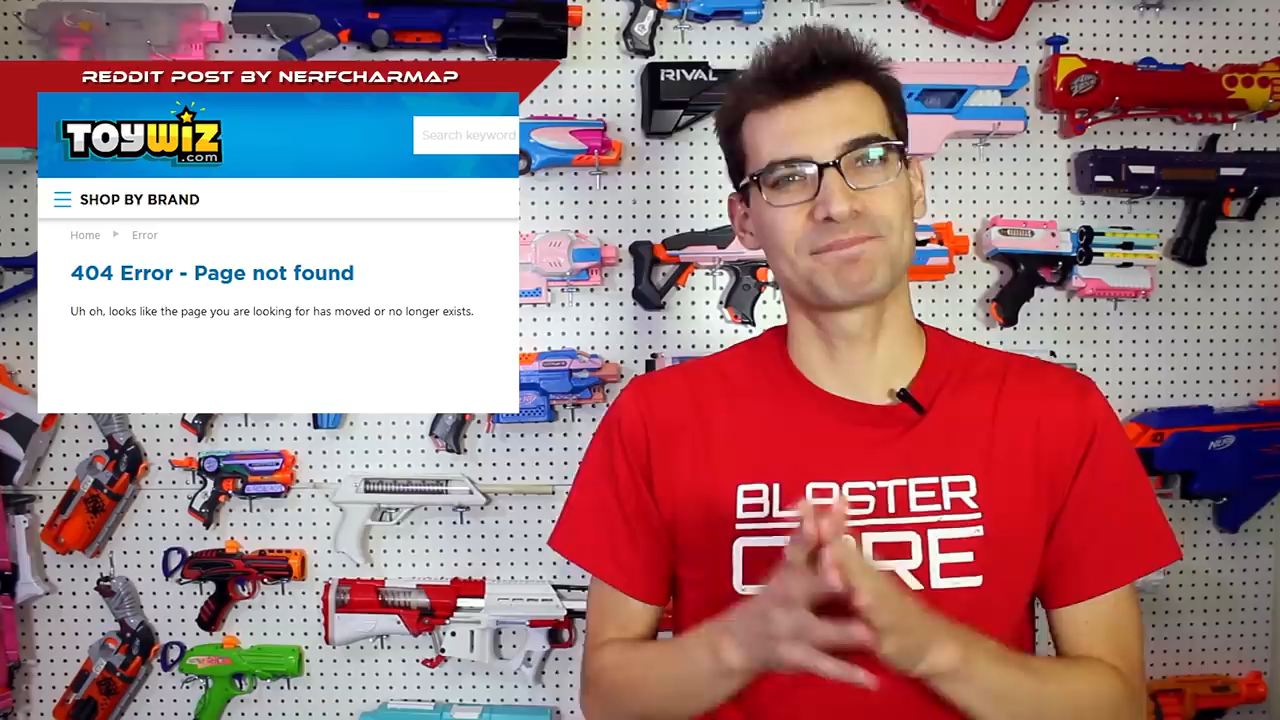 REDDIT POST BY NERFCHARMAP
TOYWIZ
.com
Search keyword
SHOP BY BRAND
Home
Error
404 Error - Page not found
Uh oh, looks like the page you are looking for has moved or no longer exists.
RIVAL
NERF
BLASTER
CORE